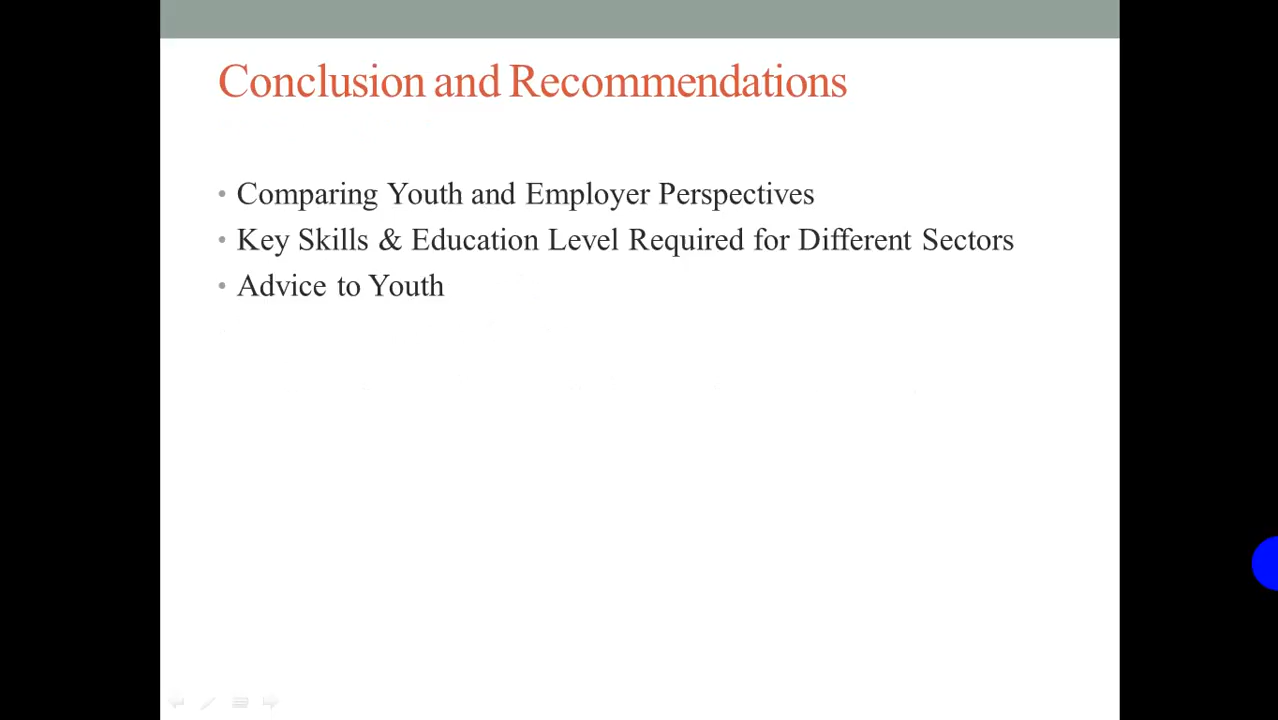 Conclusion and Recommendations
• Comparing Youth and Employer Perspectives
• Key Skills & Education Level Required for Different Sectors
• Advice to Youth